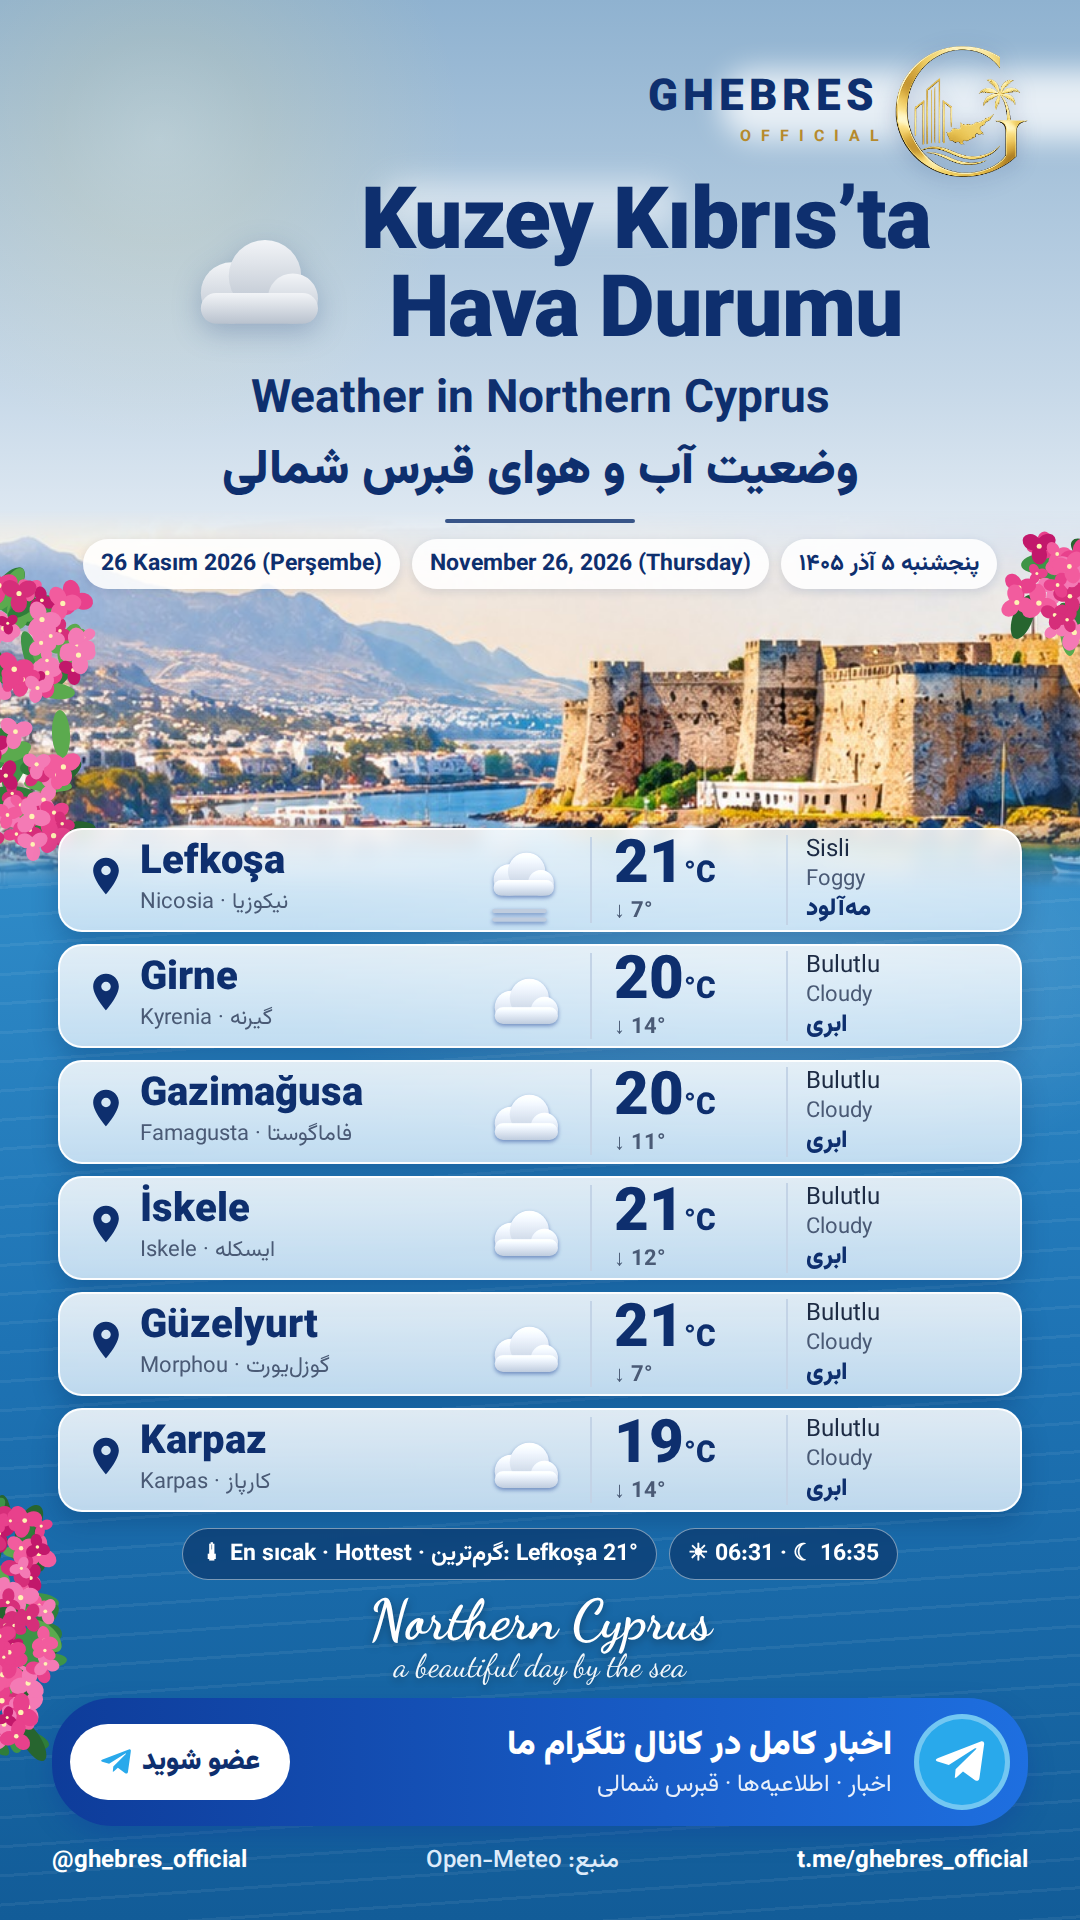 GHEBRES
OFFICIAL
Kuzey Kıbrıs’ta
Hava Durumu
Weather in Northern Cyprus
وضعیت آب و هوای قبرس شمالی
26 Kasım 2026 (Perşembe)
November 26, 2026 (Thursday)
پنجشنبه ۵ آذر ۱۴۰۵
Lefkoşa
Nicosia · نیکوزیا
21°C
↓ 7°
Sisli
Foggy
مه‌آلود
Girne
Kyrenia · گیرنه
20°C
↓ 14°
Bulutlu
Cloudy
ابری
Gazimağusa
Famagusta · فاماگوستا
20°C
↓ 11°
Bulutlu
Cloudy
ابری
İskele
Iskele · ایسکله
21°C
↓ 12°
Bulutlu
Cloudy
ابری
Güzelyurt
Morphou · گوزل‌یورت
21°C
↓ 7°
Bulutlu
Cloudy
ابری
Karpaz
Karpas · کارپاز
19°C
↓ 14°
Bulutlu
Cloudy
ابری
🌡 En sıcak · Hottest · گرم‌ترین: Lefkoşa 21°
☀ 06:31 · ☾ 16:35
Northern Cyprus
a beautiful day by the sea
اخبار کامل در کانال تلگرام ما
اخبار · اطلاعیه‌ها · قبرس شمالی
عضو شوید
@ghebres_official
منبع: Open-Meteo
t.me/ghebres_official